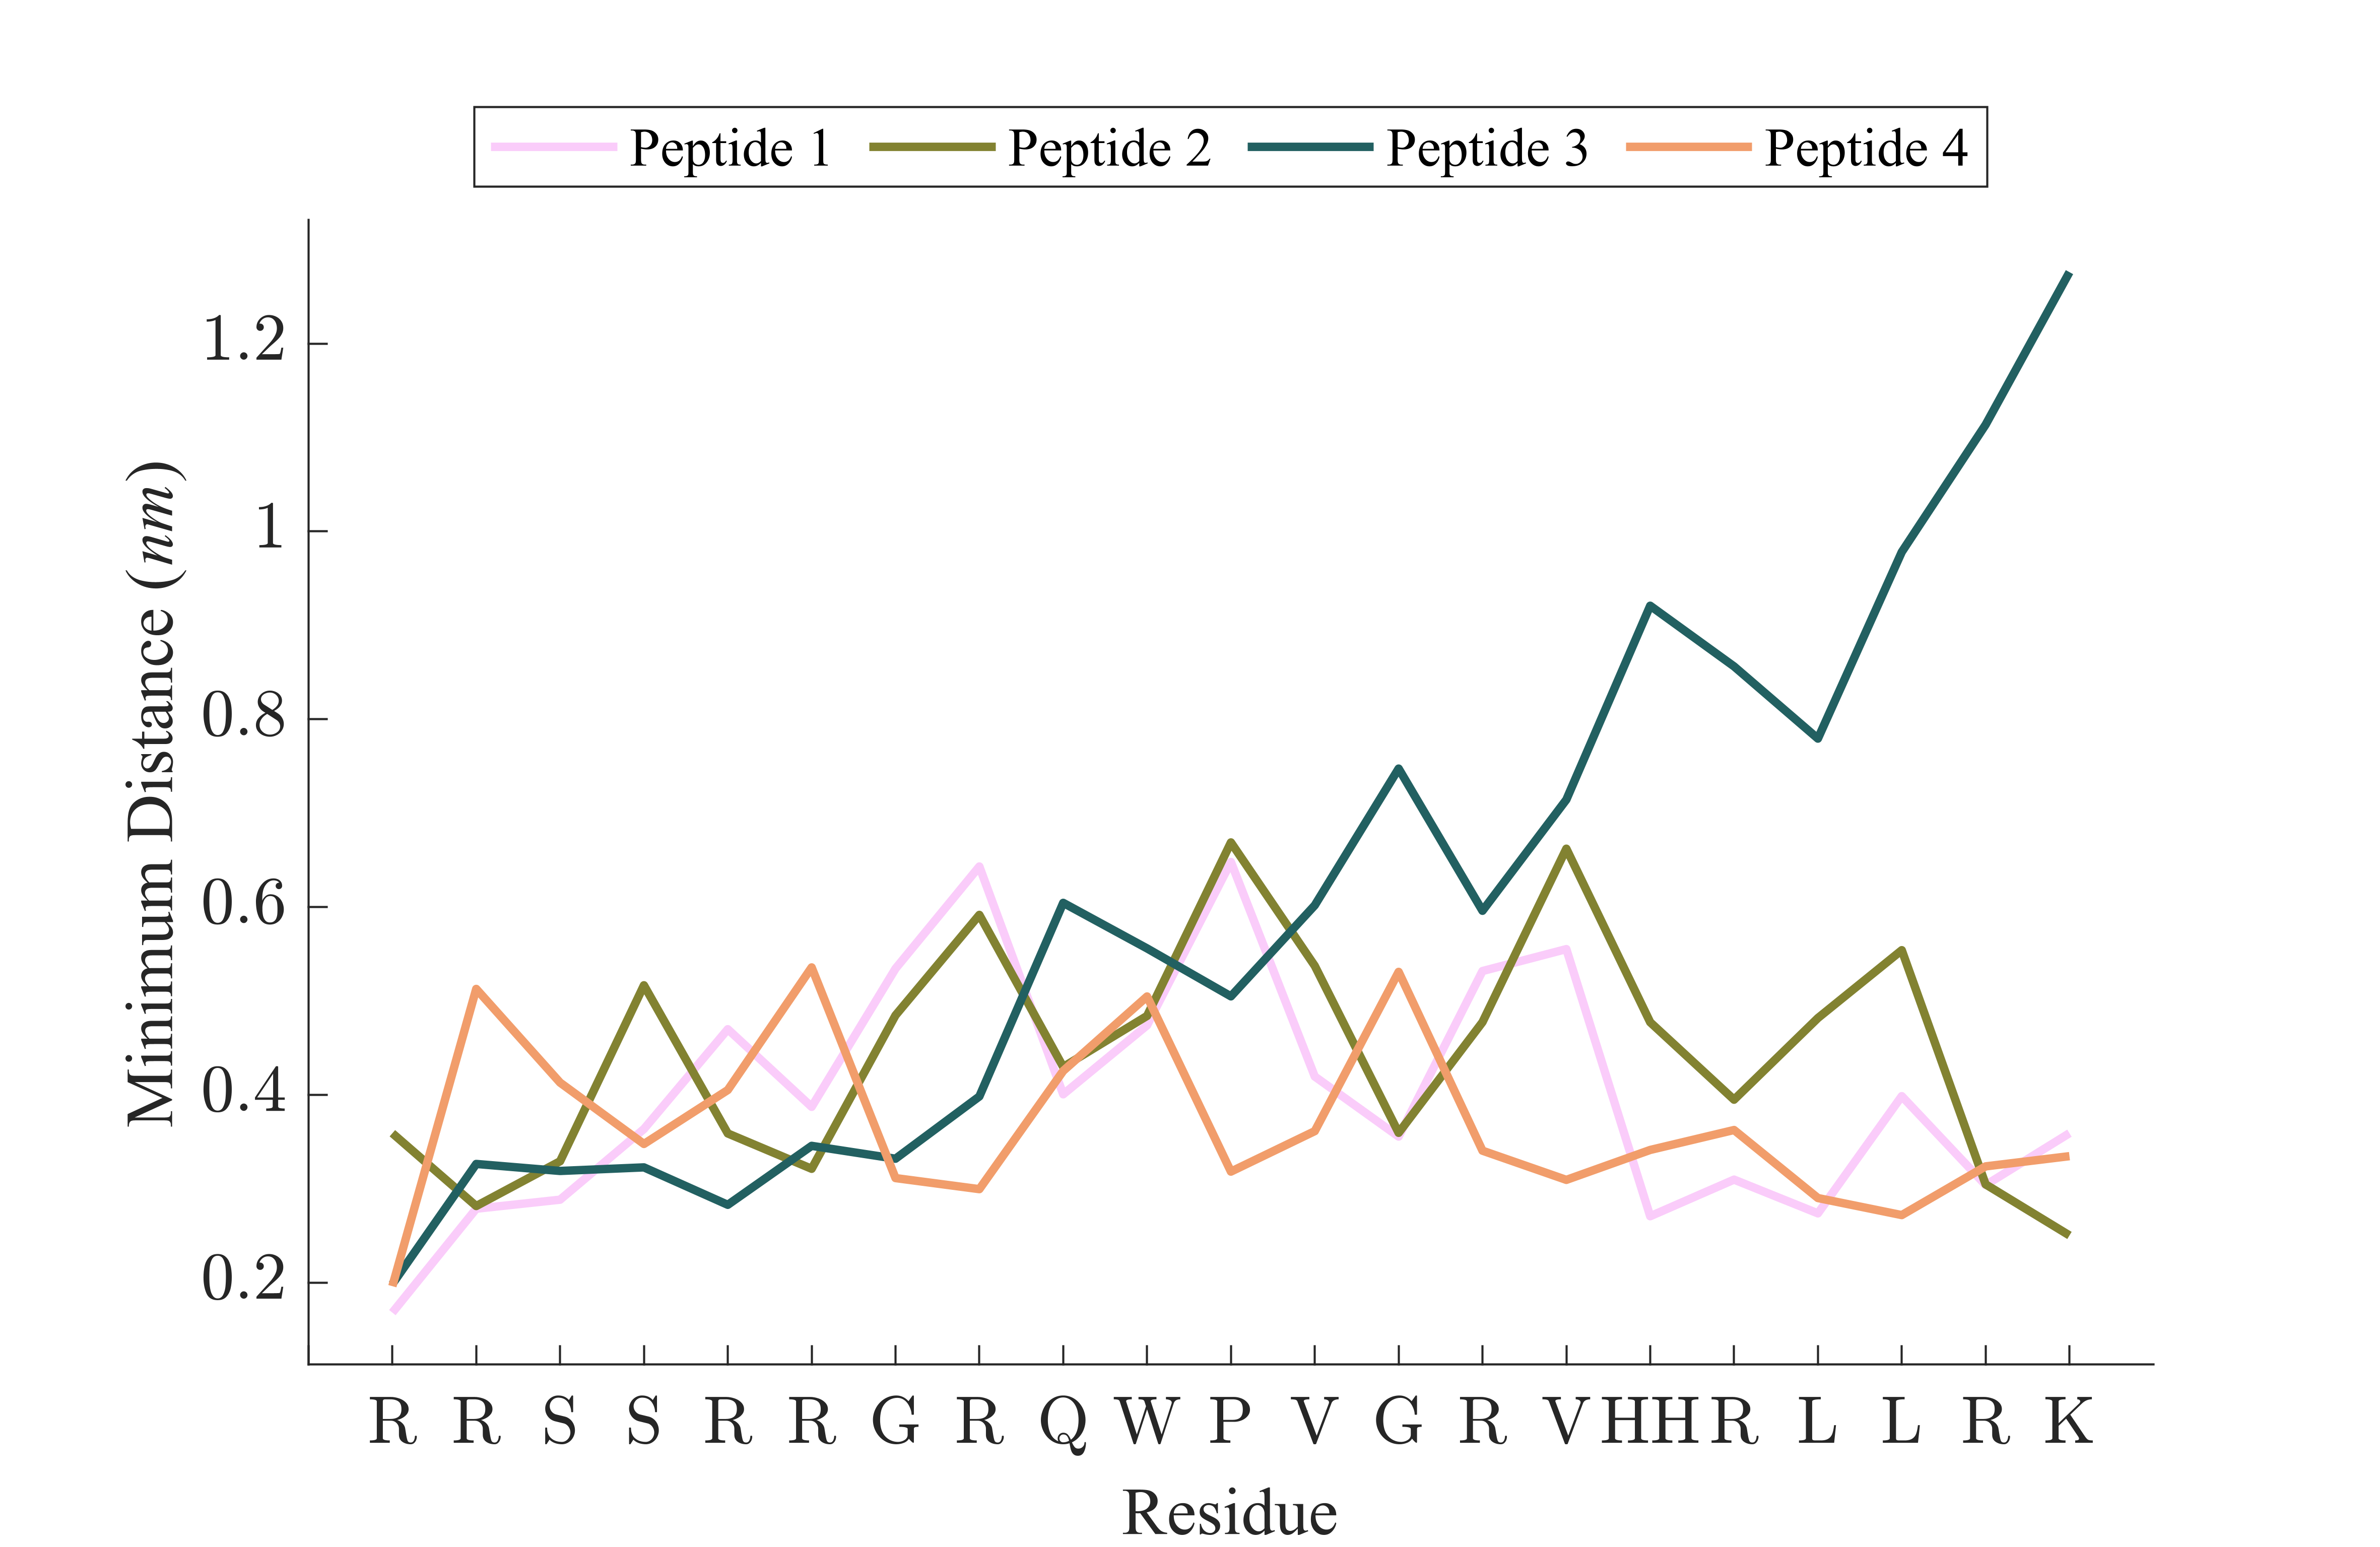 Peptide 1 Peptide 2 Peptide 3 Peptide 4
Minimum Distance (nm)
1.2
1
0.8
0.6
0.4
0.2
R R S S R R G R Q W P V G R V HH R L L R K
Residue